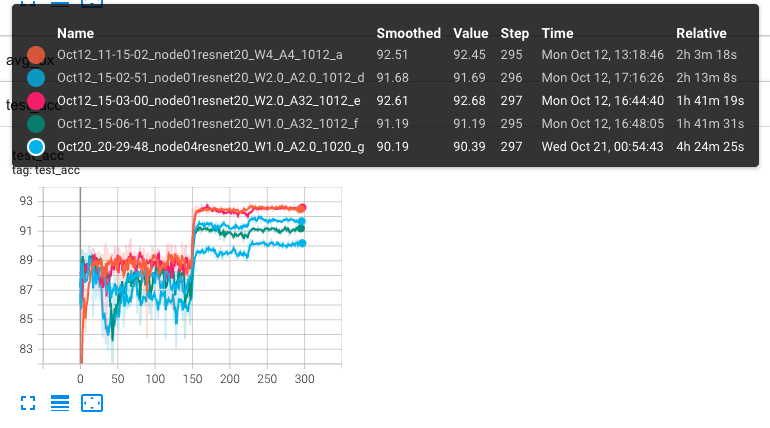 Name Smoothed Value Step Time Relative
Oct12_11-15-02_node01resnet20_W4_A4_1012_a 92.51 92.45 295 Mon Oct 12, 13:18:46 2h 3m 18s
Oct12_15-02-51_node01resnet20_W2.0_A2.0_1012_d 91.68 91.69 296 Mon Oct 12, 17:16:26 2h 13m 8s
Oct12_15-03-00_node01resnet20_W2.0_A32_1012_e 92.61 92.68 297 Mon Oct 12, 16:44:40 1h 41m 19s
Oct12_15-06-11_node01resnet20_W1.0_A32_1012_f 91.19 91.19 295 Mon Oct 12, 16:48:05 1h 41m 31s
Oct20_20-29-48_node04resnet20_W1.0_A2.0_1020_g 90.19 90.39 297 Wed Oct 21, 00:54:43 4h 24m 25s
test_acc
tag: test_acc
93
91
89
87
85
83
0 50 100 150 200 250 300